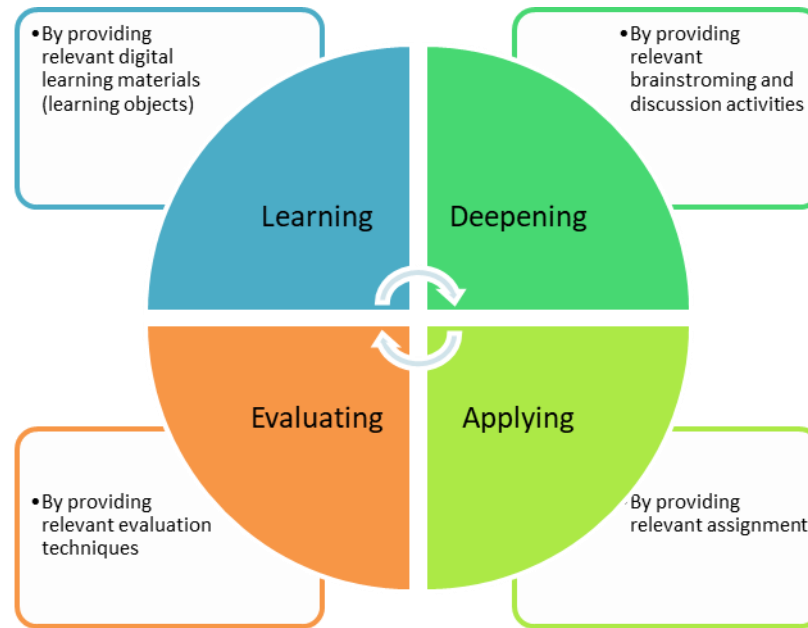 •By providing
relevant digital
learning materials
(learning objects)
•By providing
relevant
brainstroming and
discussion activities
Learning
Deepening
Evaluating
Applying
•By providing
relevant evaluation
techniques
By providing
relevant assignment